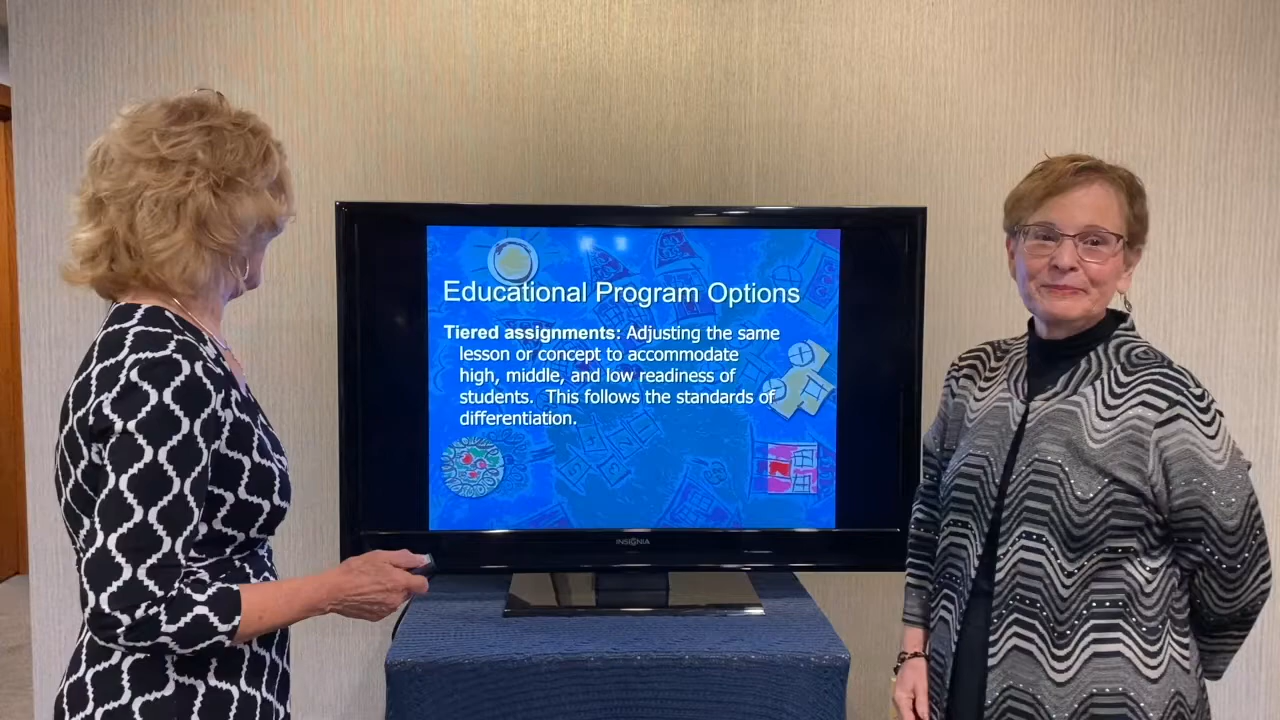 Educational Program Options
Tiered assignments: Adjusting the same
lesson or concept to accommodate
high, middle, and low readiness of
students. This follows the standards of
differentiation.
INSIGNIA